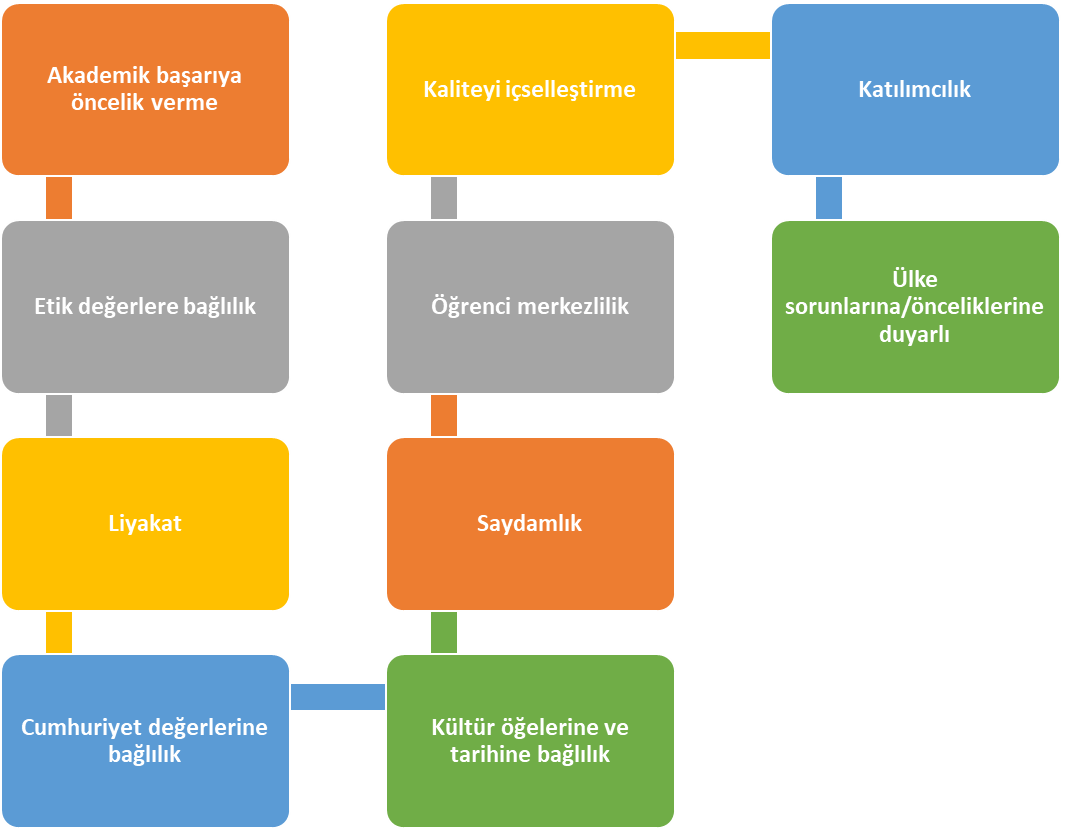 Akademik başarıya
öncelik verme
Etik değerlere bağlılık
Liyakat
Cumhuriyet değerlerine
bağlılık
Kültür öğelerine ve
tarihine bağlılık
Saydamlık
Öğrenci merkezlilik
Kaliteyi içselleştirme
Katılımcılık
Ülke
sorunlarına/önceliklerine
duyarlı